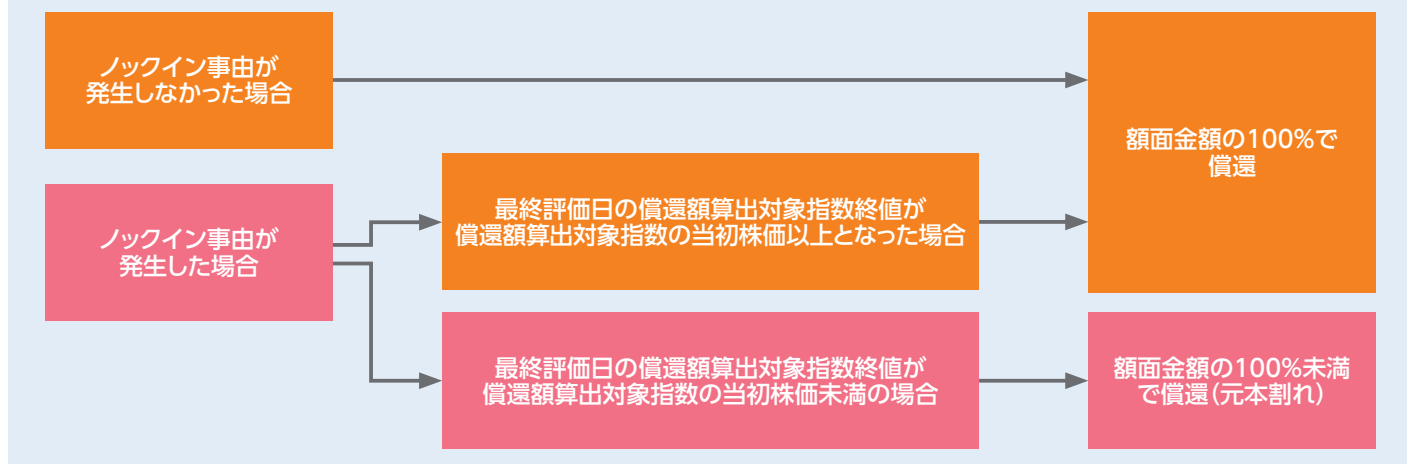 ノックイン事由が
発生しなかった場合
額面金額の100%で
償還
最終評価日の償還額算出対象指数終値が
償還額算出対象指数の当初株価以上となった場合
ノックイン事由が
発生した場合
最終評価日の償還額算出対象指数終値が
償還額算出対象指数の当初株価未満の場合
額面金額の100%未満
で償還(元本割れ)